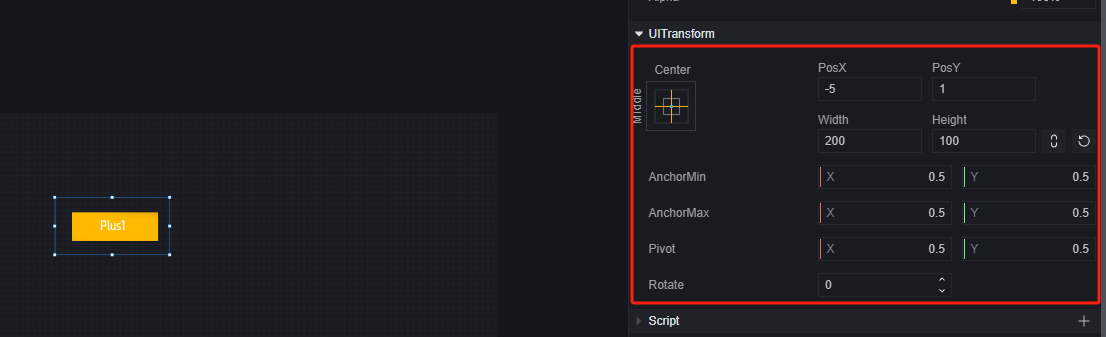 UITransform
Center
PosX
PosY
Middle
-5
1
Width
Height
200
100
AnchorMin
X 0.5
Y 0.5
AnchorMax
X 0.5
Y 0.5
Plus1
Pivot
X 0.5
Y 0.5
Rotate
0
Script